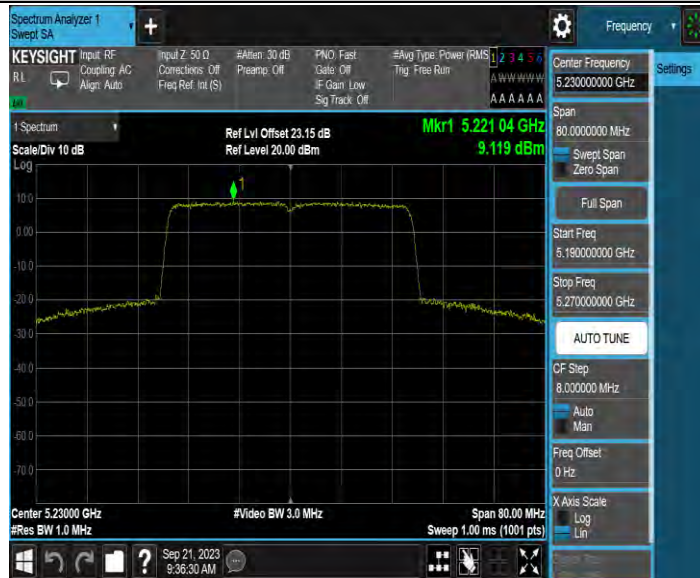 Spectrum Analyzer 1
Swept SA
Frequency
KEYSIGHT
RL
Input: RF
Coupling: AC
Align: Auto
Input Z: 50 Ω
Corrections: Off
Freq Ref: Int (S)
#Atten: 30 dB
Preamp: Off
PNO: Fast
Gate: Off
IF Gain: Low
Sig Track: Off
#Avg Type: Power (RMS
Trig: Free Run
1 2 3 4 5 6
A W W W W W
A A A A A A
1 Spectrum
Scale/Div 10 dB
Log
Ref Lvl Offset 23.15 dB
Ref Level 20.00 dBm
Mkr1 5.221 04 GHz
9.119 dBm
1
10.0
0.00
-10.0
-20.0
-30.0
-40.0
-50.0
-60.0
-70.0
Center 5.23000 GHz
#Res BW 1.0 MHz
#Video BW 3.0 MHz
Span 80.00 MHz
Sweep 1.00 ms (1001 pts)
Sep 21, 2023
9:36:30 AM
Center Frequency
5.230000000 GHz
Settings
Span
80.0000000 MHz
Swept Span
Zero Span
Full Span
Start Freq
5.190000000 GHz
Stop Freq
5.270000000 GHz
AUTO TUNE
CF Step
8.000000 MHz
Auto
Man
Freq Offset
0 Hz
X Axis Scale
Log
Lin